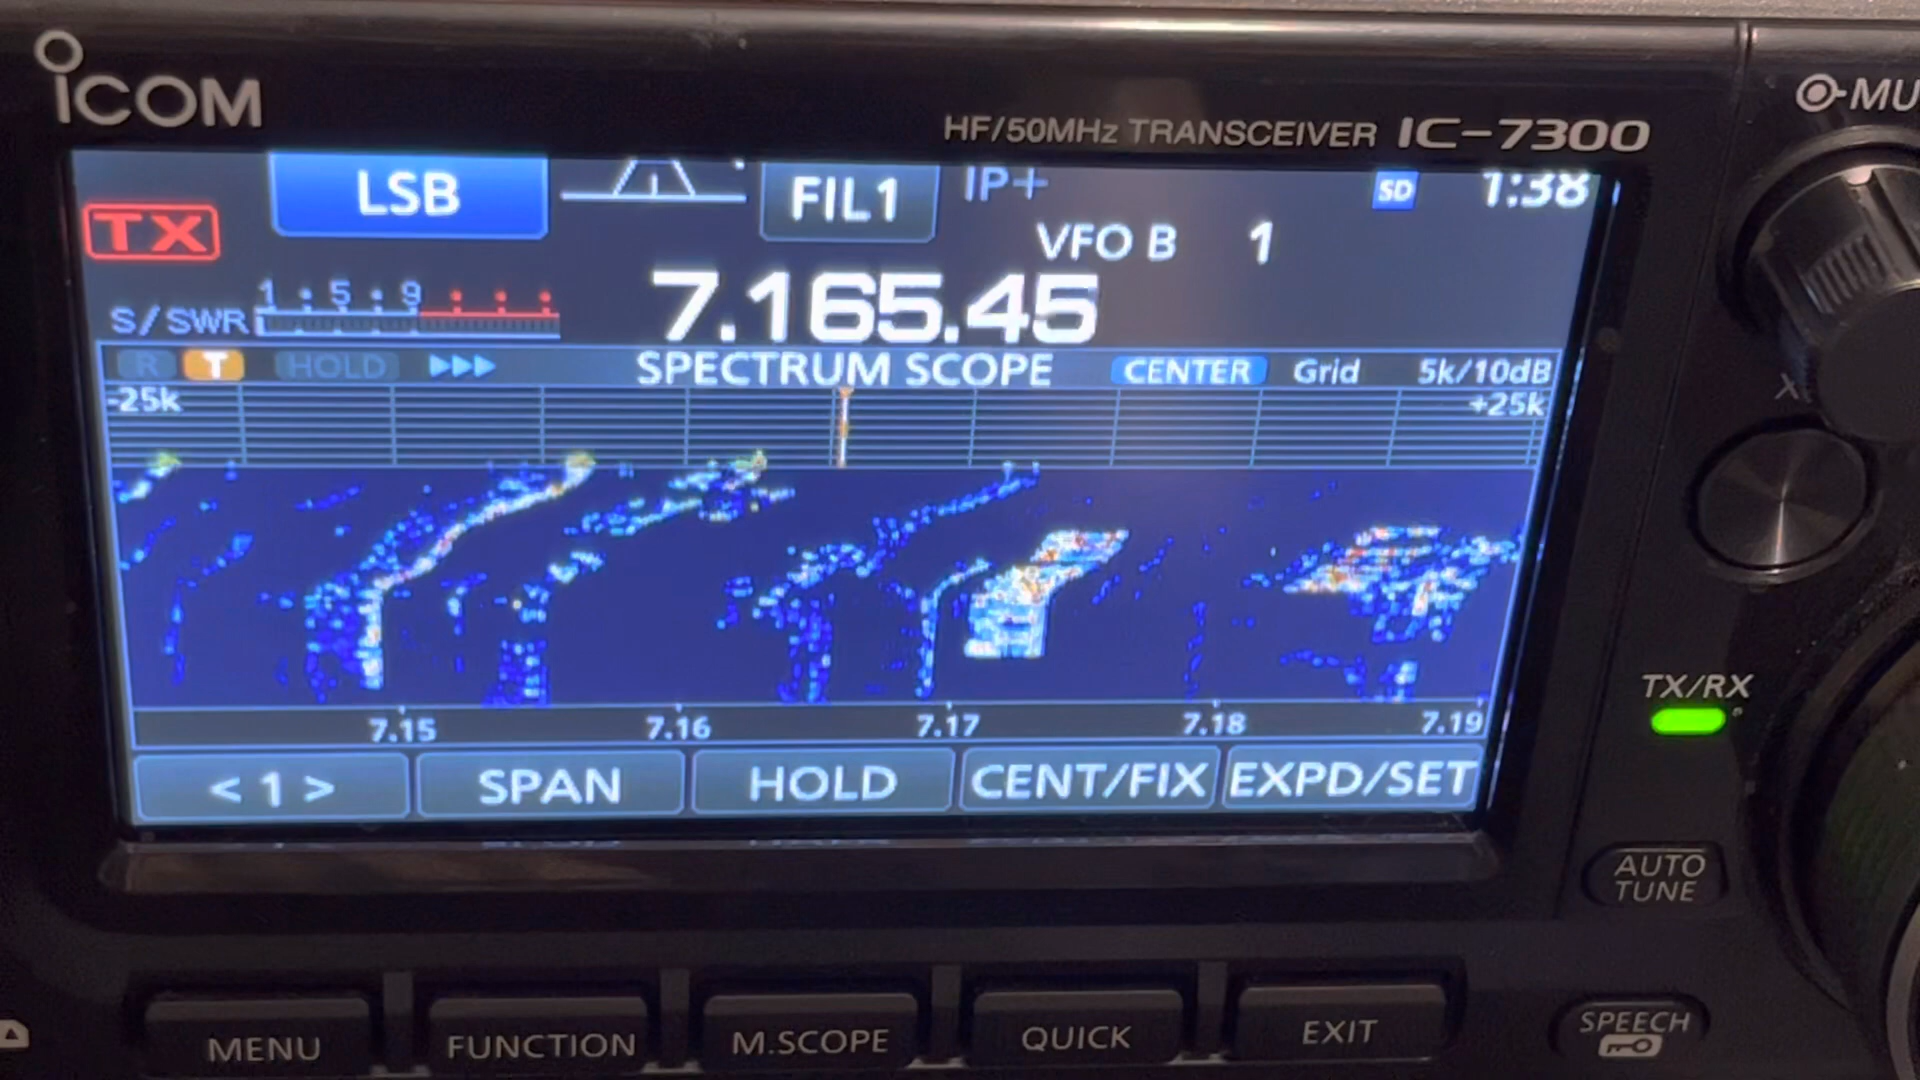 ICOM
HF/50MHz TRANSCEIVER IC-7300
MU
LSB
FIL1
IP+
SD
1:38
TX
VFO B 1
7.165.45
S/SWR
1 5 9
R T HOLD
SPECTRUM SCOPE
CENTER Grid 5k/10dB
-25k
+25k
7.15 7.16 7.17 7.18 7.19
< 1 >
SPAN
HOLD
CENT/FIX
EXPD/SET
TX/RX
AUTO
TUNE
MENU
FUNCTION
M.SCOPE
QUICK
EXIT
SPEECH